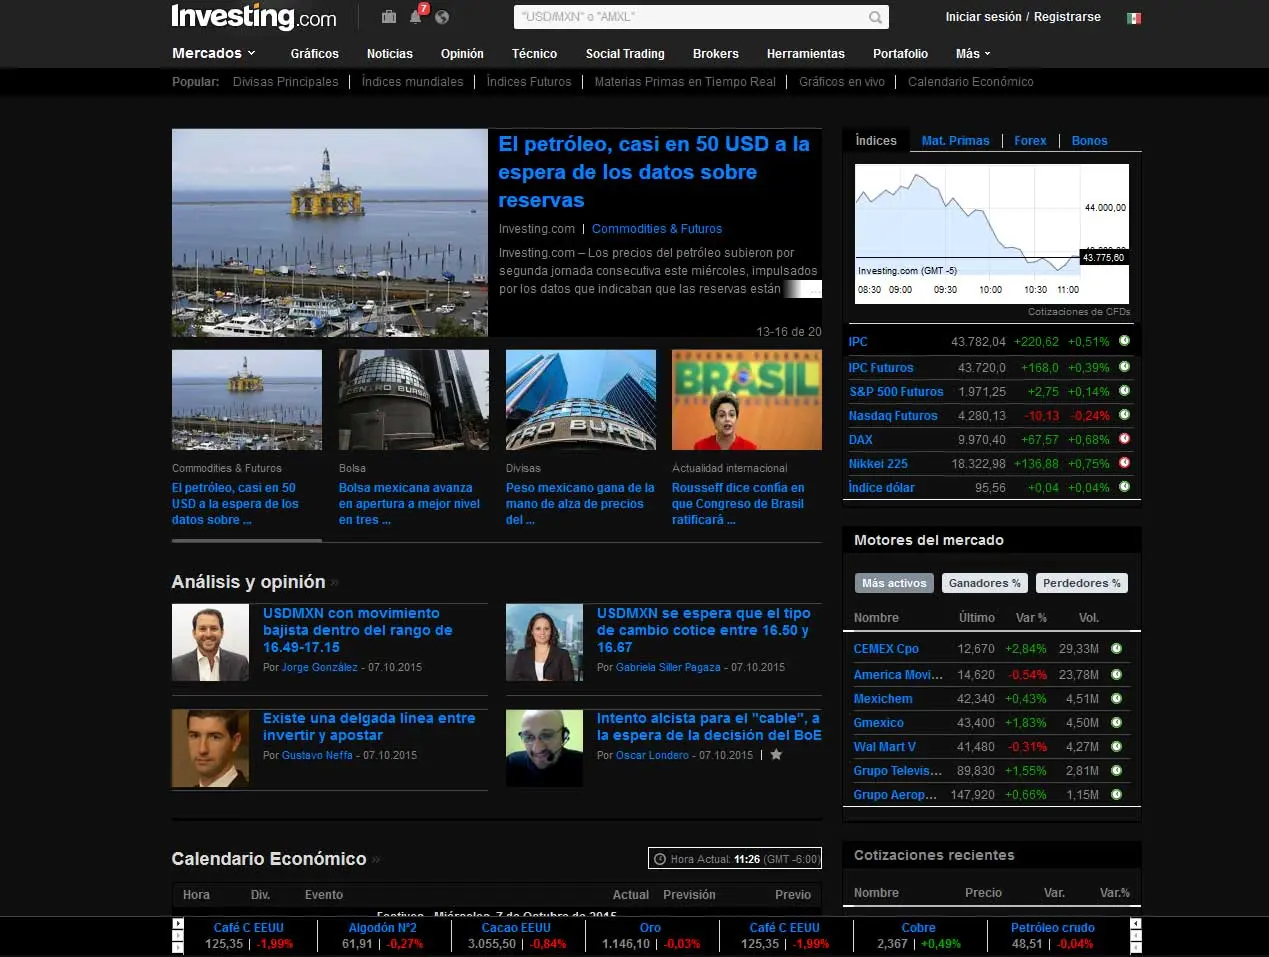 Investing.com
7
"USD/MXN" o "AMXL"
Iniciar sesión / Registrarse
Mercados Gráficos Noticias Opinión Técnico Social Trading Brokers Herramientas Portafolio Más
Popular: Divisas Principales | Índices mundiales | Índices Futuros | Materias Primas en Tiempo Real | Gráficos en vivo | Calendario Económico
El petróleo, casi en 50 USD a la
espera de los datos sobre
reservas
Investing.com | Commodities & Futuros
Investing.com – Los precios del petróleo subieron por
segunda jornada consecutiva este miércoles, impulsados
por los datos que indicaban que las reservas están ...
13-16 de 20
CENTRO BURSA
TRO BURS
GOVERNO FEDERAL
BRASIL
Commodities & Futuros
El petróleo, casi en 50
USD a la espera de los
datos sobre ...
Bolsa
Bolsa mexicana avanza
en apertura a mejor nivel
en tres ...
Divisas
Peso mexicano gana de la
mano de alza de precios
del ...
Actualidad internacional
Rousseff dice confía en
que Congreso de Brasil
ratificará ...
Análisis y opinión »
USDMXN con movimiento
bajista dentro del rango de
16.49-17.15
Por Jorge González - 07.10.2015
USDMXN se espera que el tipo
de cambio cotice entre 16.50 y
16.67
Por Gabriela Siller Pagaza - 07.10.2015
Existe una delgada línea entre
invertir y apostar
Por Gustavo Neffa - 07.10.2015
Intento alcista para el "cable", a
la espera de la decisión del BoE
Por Oscar Londero - 07.10.2015 |
Calendario Económico »
Hora Actual: 11:26 (GMT -6:00)
Hora Div. Evento Actual Previsión Previo
Festivos - Miércoles, 7 de Octubre de 2015
Índices Mat. Primas | Forex | Bonos
44.000,00
43.775,60
Investing.com (GMT -5)
08:30 09:00 09:30 10:00 10:30 11:00
Cotizaciones de CFDs
IPC 43.782,04 +220,62 +0,51%
IPC Futuros 43.720,0 +168,0 +0,39%
S&P 500 Futuros 1.971,25 +2,75 +0,14%
Nasdaq Futuros 4.280,13 -10,13 -0,24%
DAX 9.970,40 +67,57 +0,68%
Nikkei 225 18.322,98 +136,88 +0,75%
Índice dólar 95,56 +0,04 +0,04%
Motores del mercado
Más activos Ganadores % Perdedores %
Nombre Último Var % Vol.
CEMEX Cpo 12,670 +2,84% 29,33M
America Movi... 14,620 -0,54% 23,78M
Mexichem 42,340 +0,43% 4,51M
Gmexico 43,400 +1,83% 4,50M
Wal Mart V 41,480 -0,31% 4,27M
Grupo Televis... 89,830 +1,55% 2,81M
Grupo Aerop... 147,920 +0,66% 1,15M
Cotizaciones recientes
Nombre Precio Var. Var.%
Café C EEUU Algodón Nº2 Cacao EEUU Oro Café C EEUU Cobre Petróleo crudo
125,35 | -1,99% 61,91 | -0,27% 3.055,50 | -0,84% 1.146,10 | -0,03% 125,35 | -1,99% 2,367 | +0,49% 48,51 | -0,04%